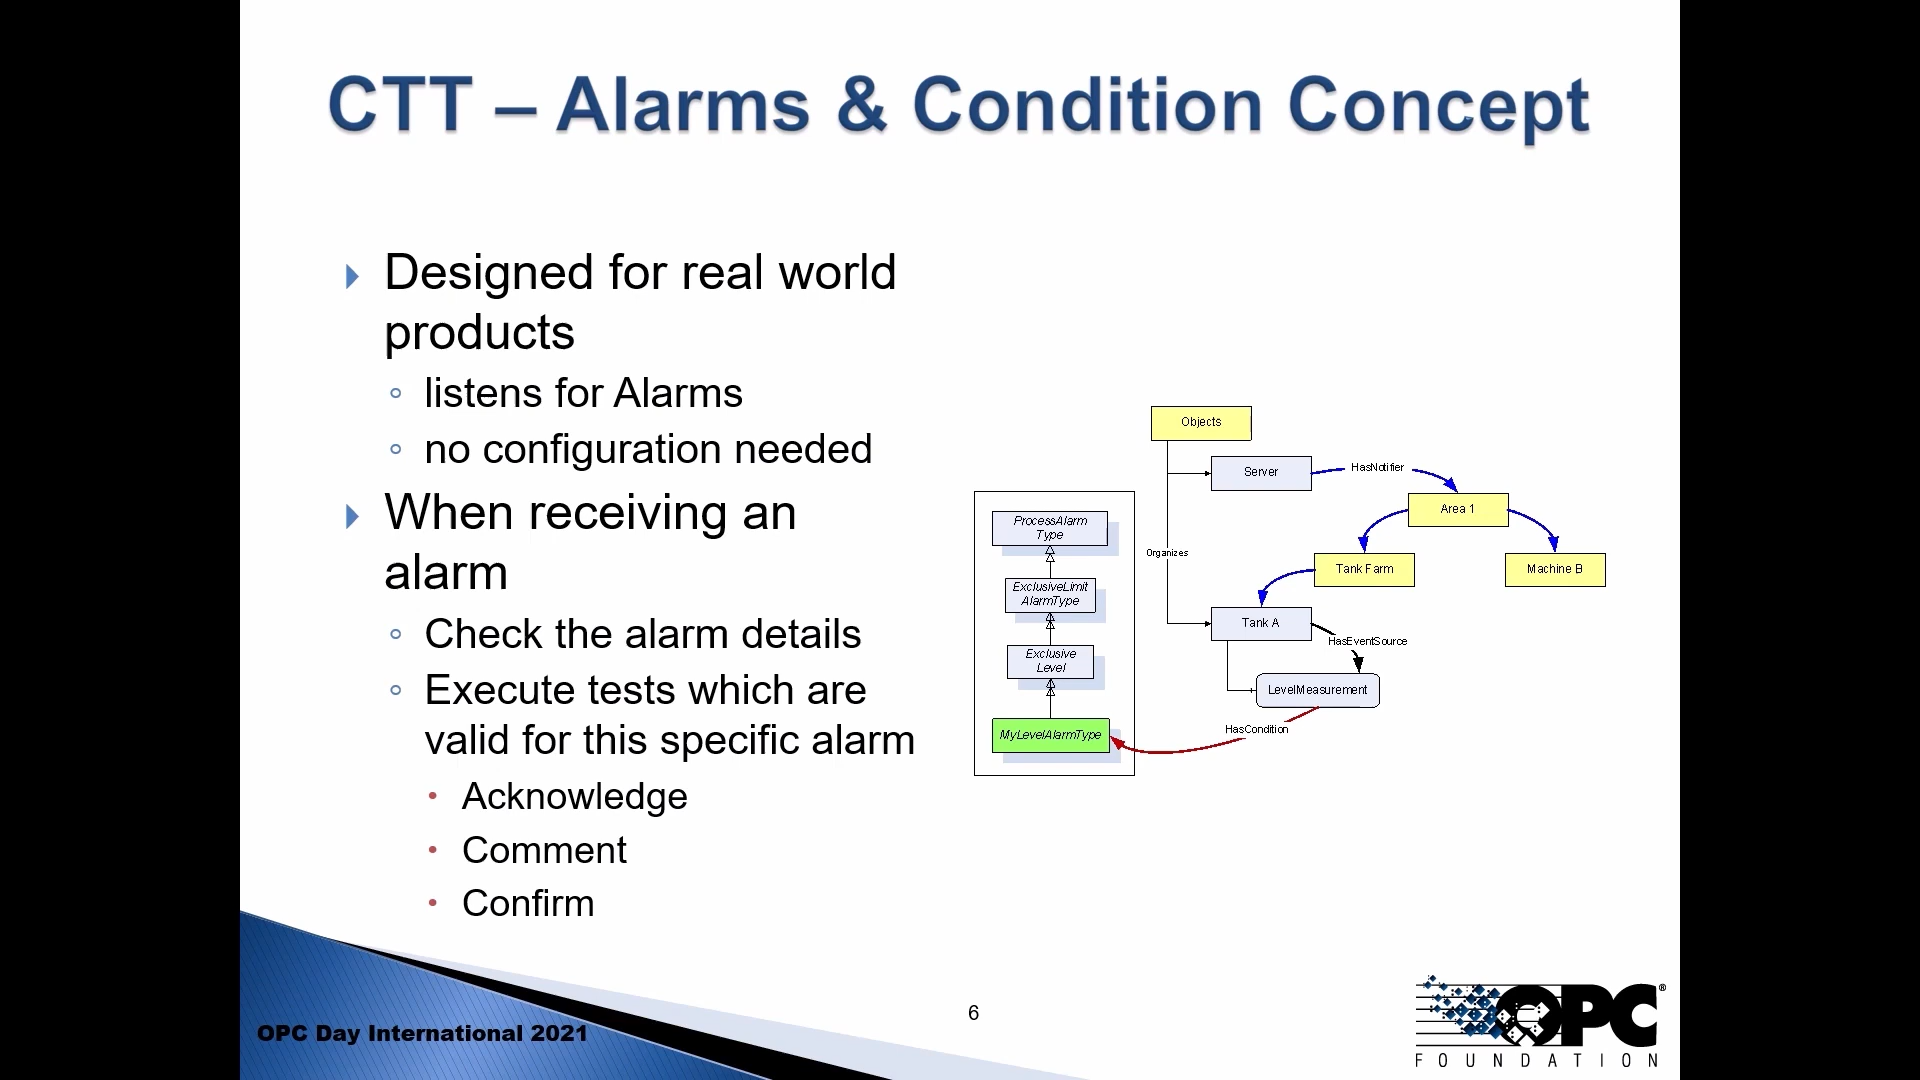 CTT – Alarms & Condition Concept
Designed for real world
products
listens for Alarms
no configuration needed
When receiving an
alarm
Check the alarm details
Execute tests which are
valid for this specific alarm
Acknowledge
Comment
Confirm
Objects
Server
HasNotifier
Area 1
Organizes
Tank Farm
Machine B
Tank A
HasEventSource
LevelMeasurement
HasCondition
ProcessAlarm
Type
ExclusiveLimit
AlarmType
Exclusive
Level
MyLevelAlarmType
OPC Day International 2021
6
OPC®
FOUNDATION